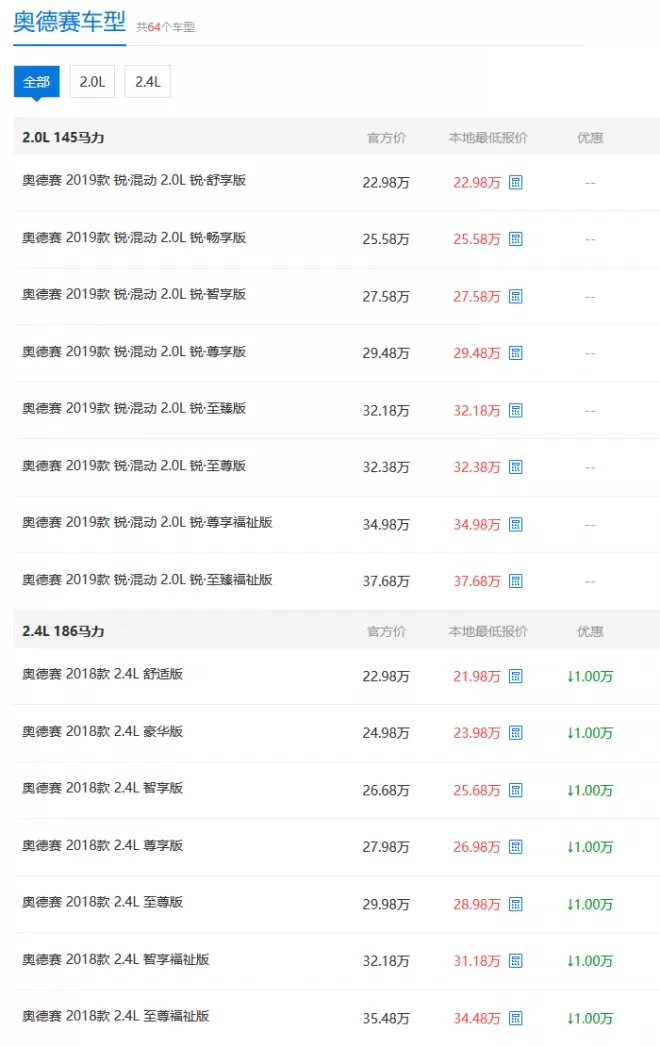 奥德赛车型 共64个车型
全部 2.0L 2.4L
2.0L 145马力 官方价 本地最低报价 优惠
奥德赛 2019款 锐·混动 2.0L 锐·舒享版 22.98万 22.98万 --
奥德赛 2019款 锐·混动 2.0L 锐·畅享版 25.58万 25.58万 --
奥德赛 2019款 锐·混动 2.0L 锐·智享版 27.58万 27.58万 --
奥德赛 2019款 锐·混动 2.0L 锐·尊享版 29.48万 29.48万 --
奥德赛 2019款 锐·混动 2.0L 锐·至臻版 32.18万 32.18万 --
奥德赛 2019款 锐·混动 2.0L 锐·至尊版 32.38万 32.38万 --
奥德赛 2019款 锐·混动 2.0L 锐·尊享福祉版 34.98万 34.98万 --
奥德赛 2019款 锐·混动 2.0L 锐·至臻福祉版 37.68万 37.68万 --
2.4L 186马力 官方价 本地最低报价 优惠
奥德赛 2018款 2.4L 舒适版 22.98万 21.98万 ↓1.00万
奥德赛 2018款 2.4L 豪华版 24.98万 23.98万 ↓1.00万
奥德赛 2018款 2.4L 智享版 26.68万 25.68万 ↓1.00万
奥德赛 2018款 2.4L 尊享版 27.98万 26.98万 ↓1.00万
奥德赛 2018款 2.4L 至尊版 29.98万 28.98万 ↓1.00万
奥德赛 2018款 2.4L 智享福祉版 32.18万 31.18万 ↓1.00万
奥德赛 2018款 2.4L 至尊福祉版 35.48万 34.48万 ↓1.00万